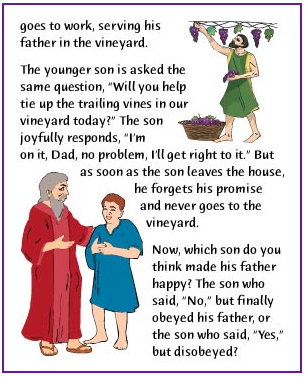 goes to work, serving his
father in the vineyard.
The younger son is asked the
same question, “Will you help
tie up the trailing vines in our
vineyard today?” The son
joyfully responds, “I’m
on it, Dad, no problem, I’ll get right to it.” But
as soon as the son leaves the house,
he forgets his promise
and never goes to the
vineyard.
Now, which son do you
think made his father
happy? The son who
said, “No,” but finally
obeyed his father, or
the son who said, “Yes,”
but disobeyed?